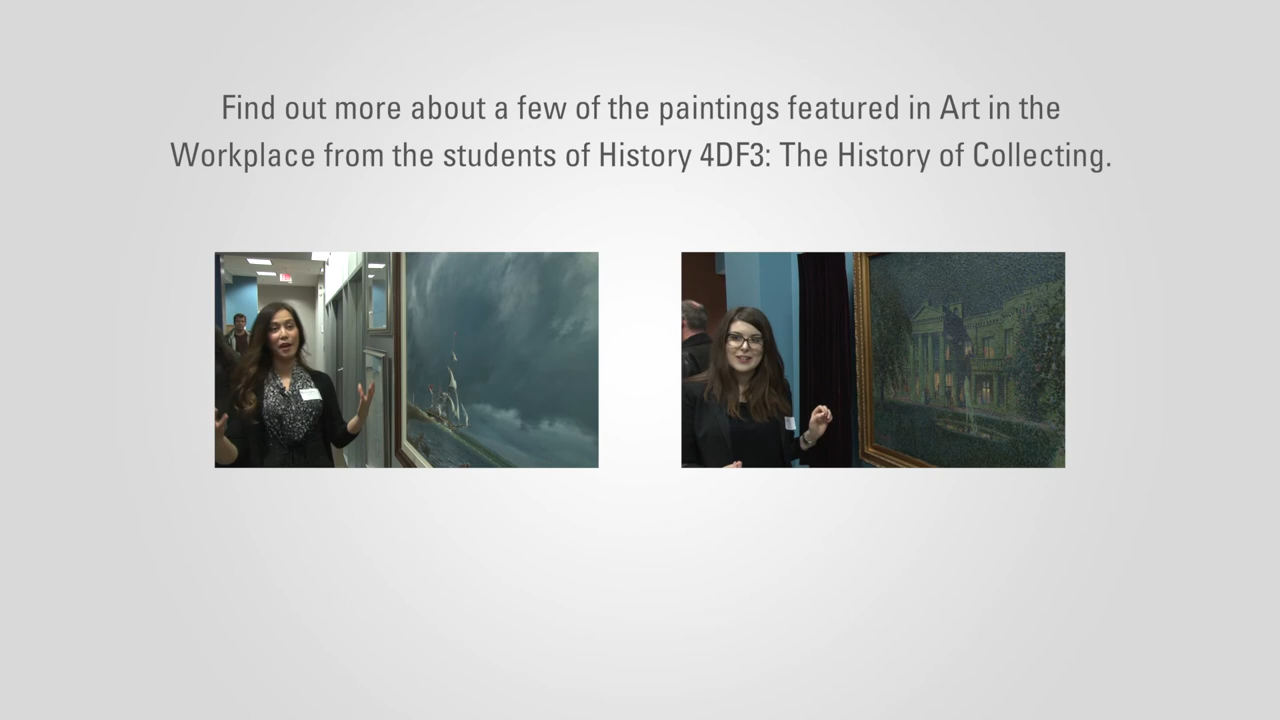 Find out more about a few of the paintings featured in Art in the
Workplace from the students of History 4DF3: The History of Collecting.